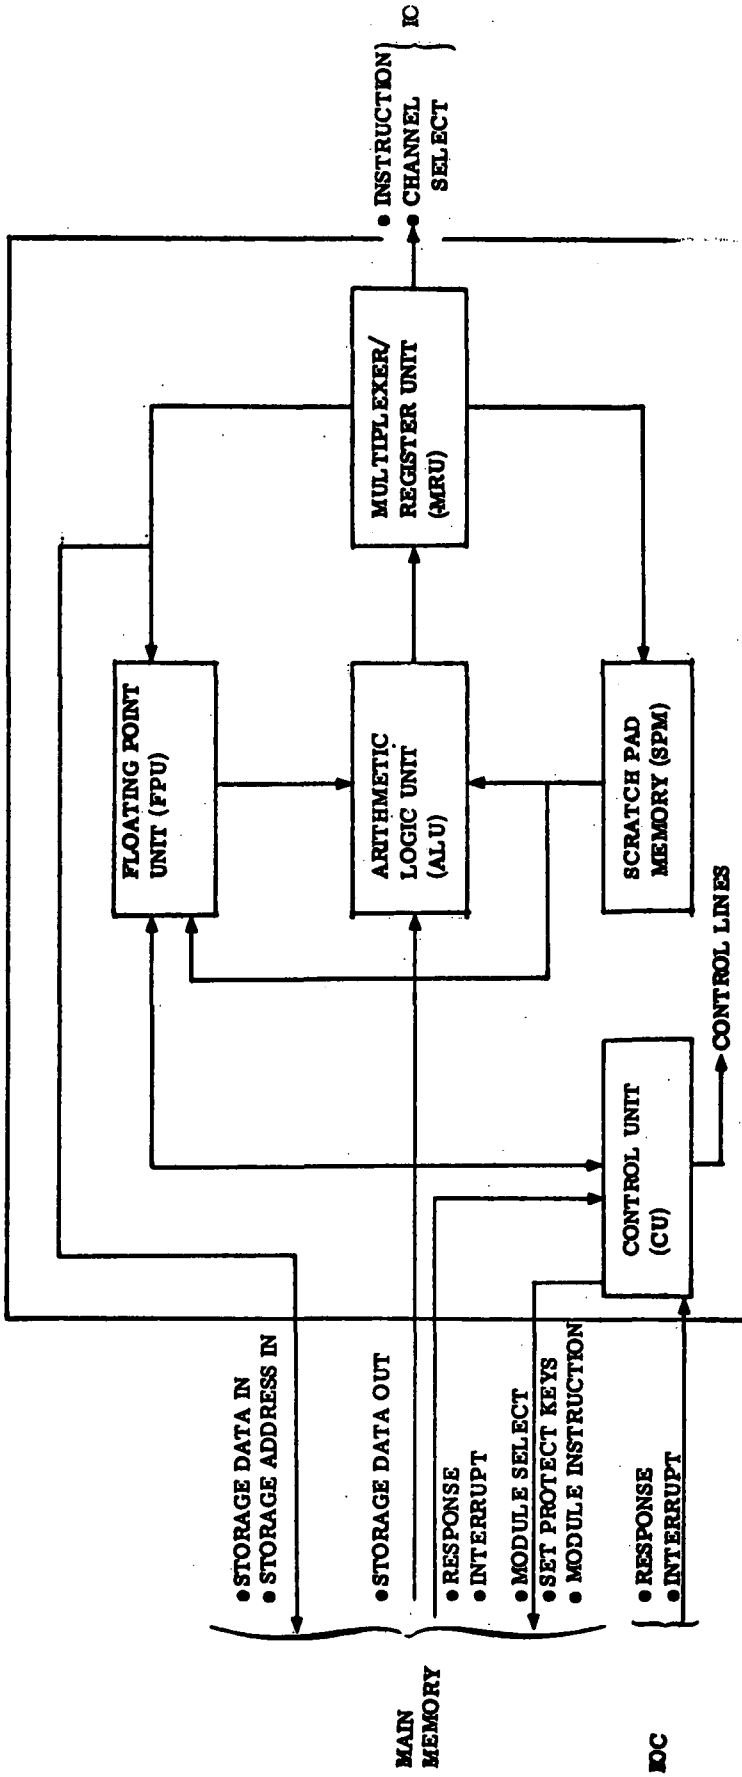 MAIN
MEMORY
● STORAGE DATA IN
● STORAGE ADDRESS IN
● STORAGE DATA OUT
● RESPONSE
● INTERRUPT
● MODULE SELECT
● SET PROTECT KEYS
● MODULE INSTRUCTION
IOC
● RESPONSE
● INTERRUPT
FLOATING POINT
UNIT (FPU)
ARITHMETIC
LOGIC UNIT
(ALU)
SCRATCH PAD
MEMORY (SPM)
CONTROL UNIT
(CU)
CONTROL LINES
MULTIPLEXER/
REGISTER UNIT
(MRU)
● INSTRUCTION
● CHANNEL
SELECT
IC